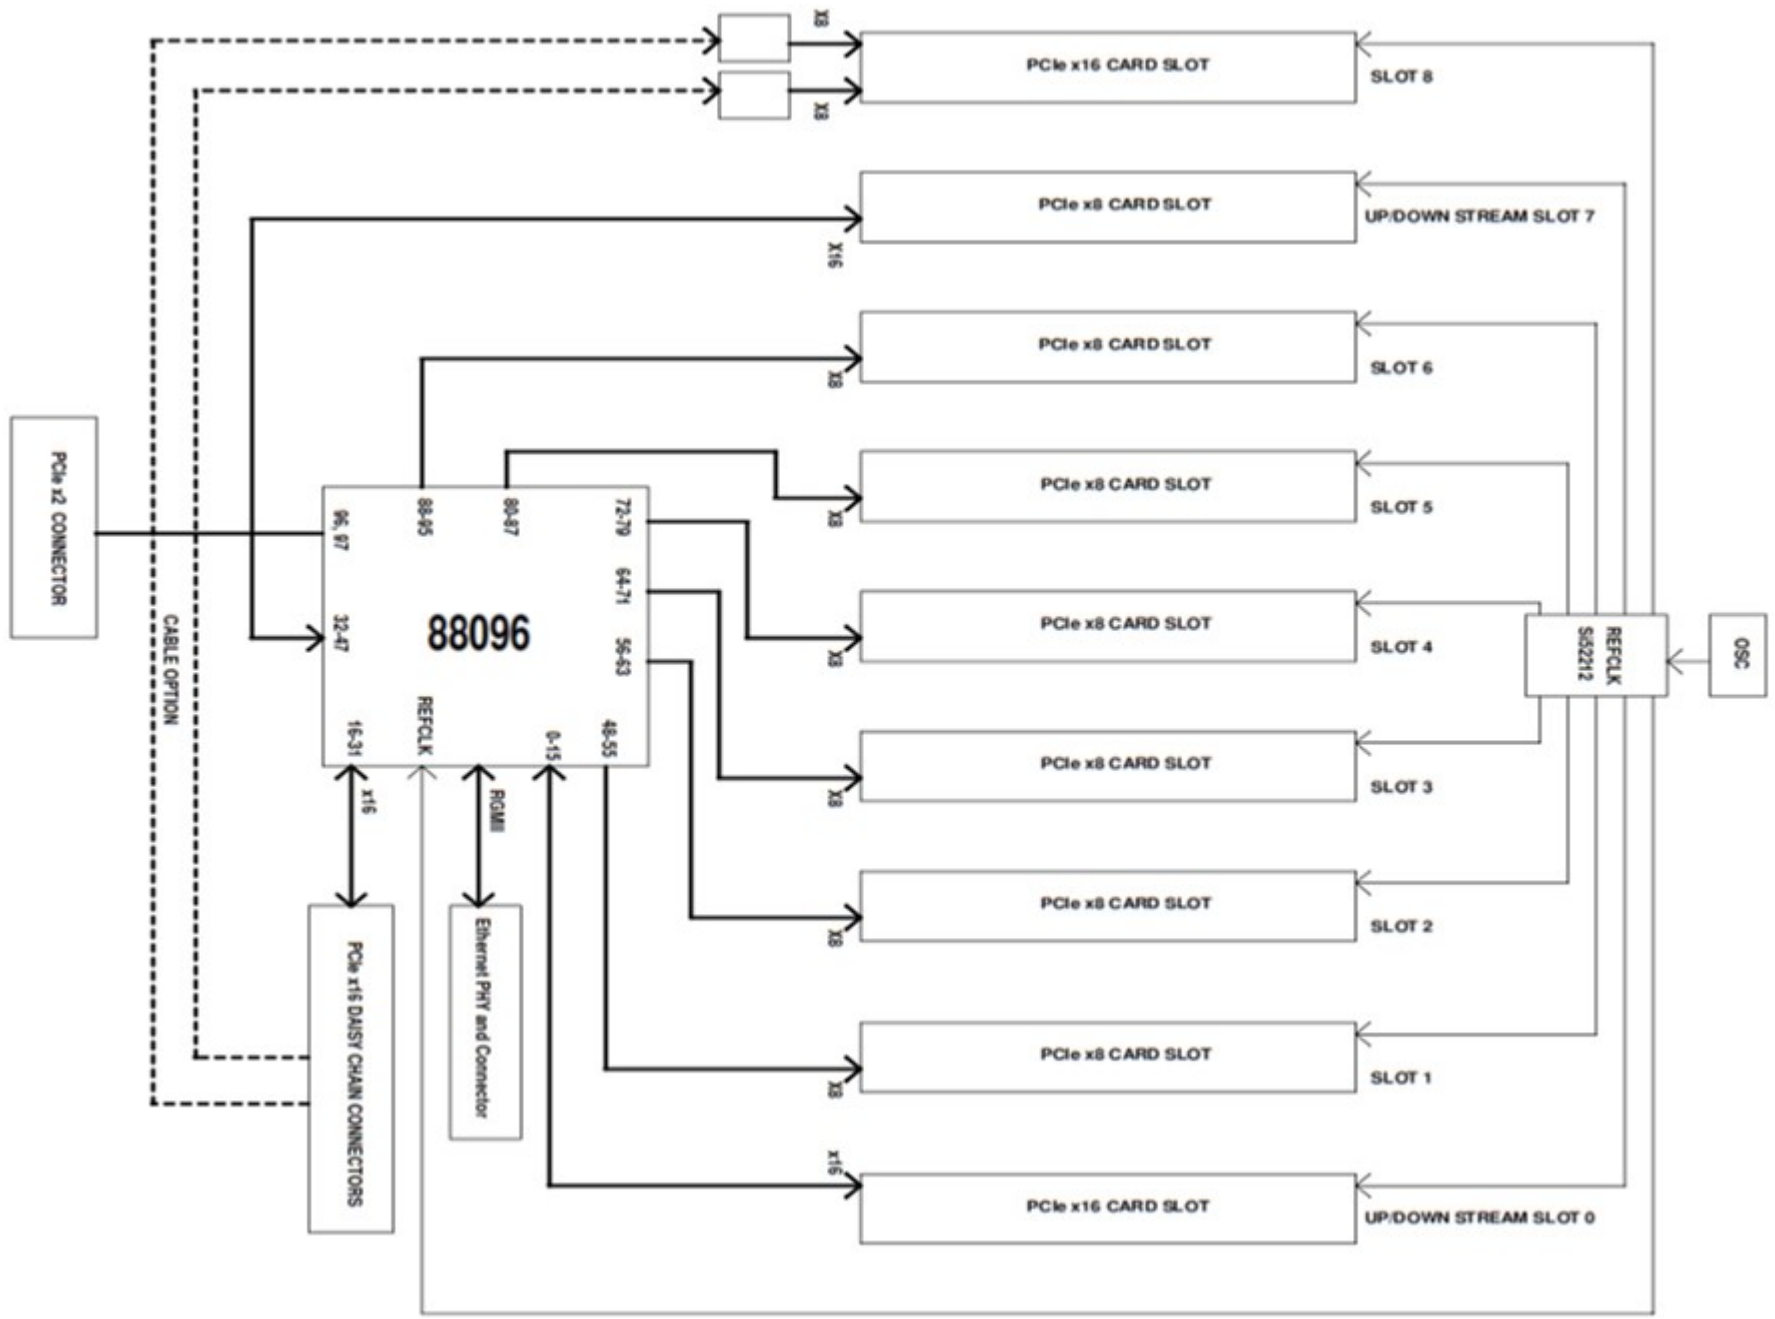 X8
PCIe x16 CARD SLOT
SLOT 8
X8
PCIe x8 CARD SLOT
UP/DOWN STREAM SLOT 7
X16
PCIe x8 CARD SLOT
SLOT 6
X8
PCIe x8 CARD SLOT
SLOT 5
X8
PCIe x2 CONNECTOR
96, 97
88-95
80-87
72-79
64-71
56-63
32-47
88096
16-31
REFCLK
0-15
48-55
CABLE OPTION
PCIe x8 CARD SLOT
SLOT 4
X8
REFCLK
Si52212
OSC
PCIe x8 CARD SLOT
SLOT 3
X8
x16
RGMII
PCIe x8 CARD SLOT
SLOT 2
X8
PCIe x16 DAISY CHAIN CONNECTORS
Ethernet PHY and Connector
PCIe x8 CARD SLOT
SLOT 1
X8
x16
PCIe x16 CARD SLOT
UP/DOWN STREAM SLOT 0